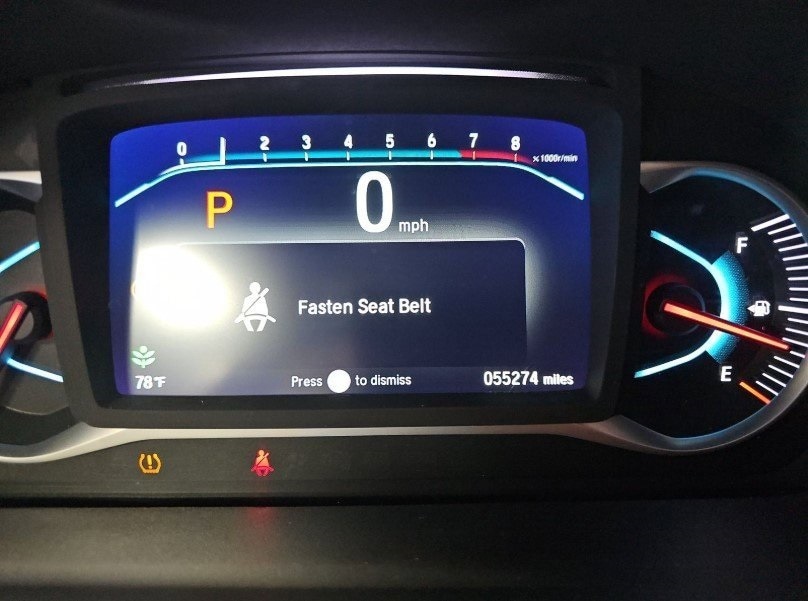 0 2 3 4 5 6 7 8 x 1000r/min
P 0 mph
F
Fasten Seat Belt
E
78°F Press to dismiss 055274 miles